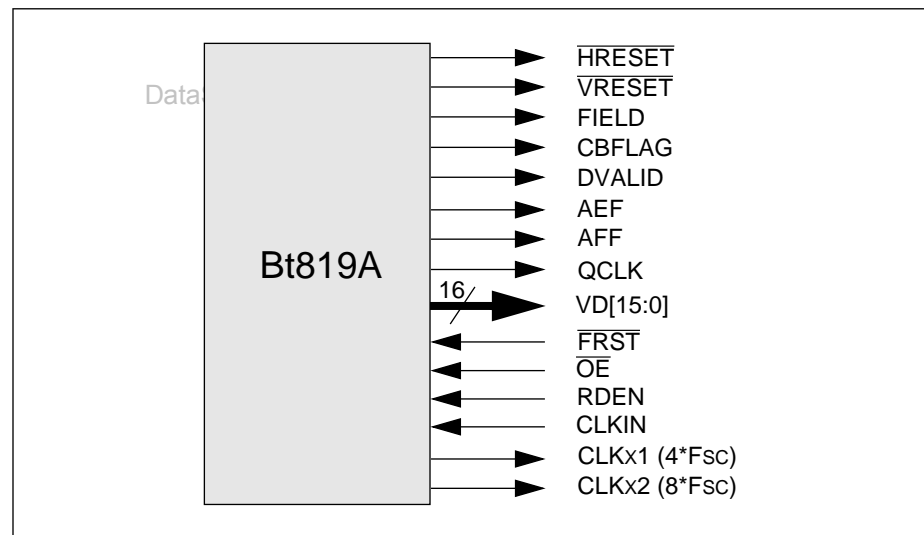 HRESET
VRESET
DataS
FIELD
CBFLAG
DVALID
AEF
AFF
Bt819A
QCLK
16
VD[15:0]
FRST
OE
RDEN
CLKIN
CLKX1 (4*FSC)
CLKX2 (8*FSC)